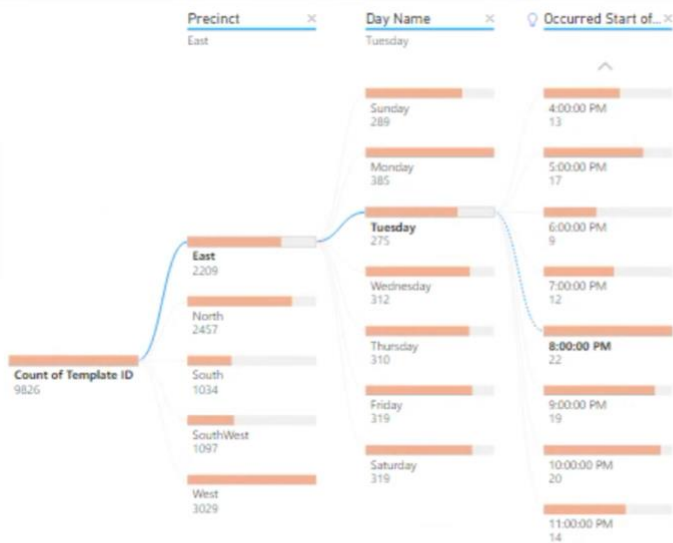 Precinct
East
Day Name
Tuesday
Occurred Start of...
Count of Template ID
9826
East
2209
North
2457
South
1034
SouthWest
1097
West
3029
Sunday
289
Monday
385
Tuesday
275
Wednesday
312
Thursday
310
Friday
319
Saturday
319
4:00:00 PM
13
5:00:00 PM
17
6:00:00 PM
9
7:00:00 PM
12
8:00:00 PM
22
9:00:00 PM
19
10:00:00 PM
20
11:00:00 PM
14